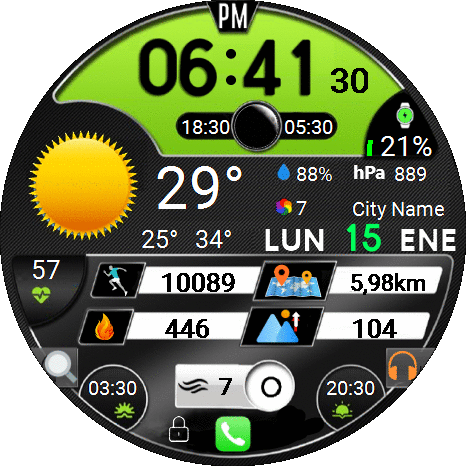 PM
06:41 30
18:30 05:30
21%
29° 88% hPa 889
7 City Name
25° 34° LUN 15 ENE
57
10089 5,98km
446 104
03:30 7 O 20:30